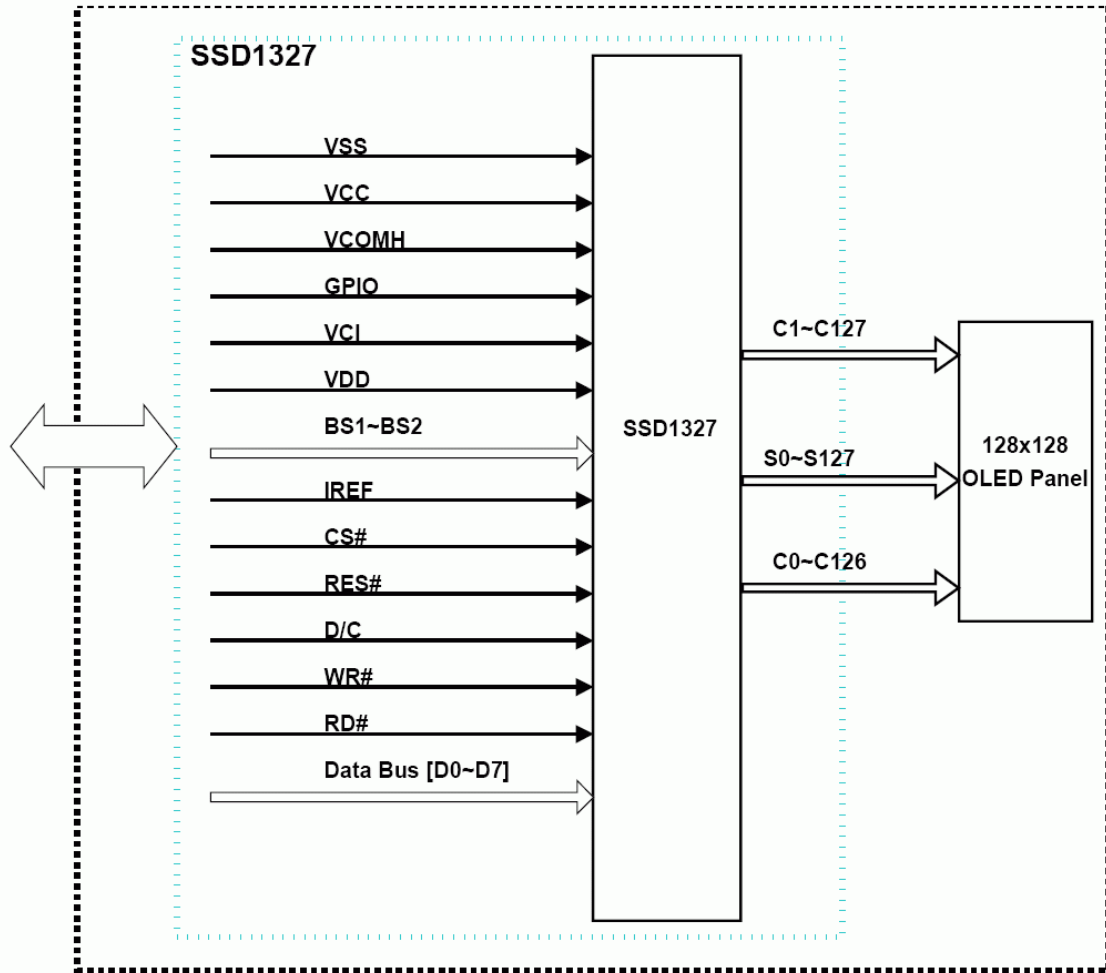 SSD1327
VSS
VCC
VCOMH
GPIO
VCI
VDD
BS1~BS2
IREF
CS#
RES#
D/C
WR#
RD#
Data Bus [D0~D7]
SSD1327
C1~C127
S0~S127
C0~C126
128x128
OLED Panel